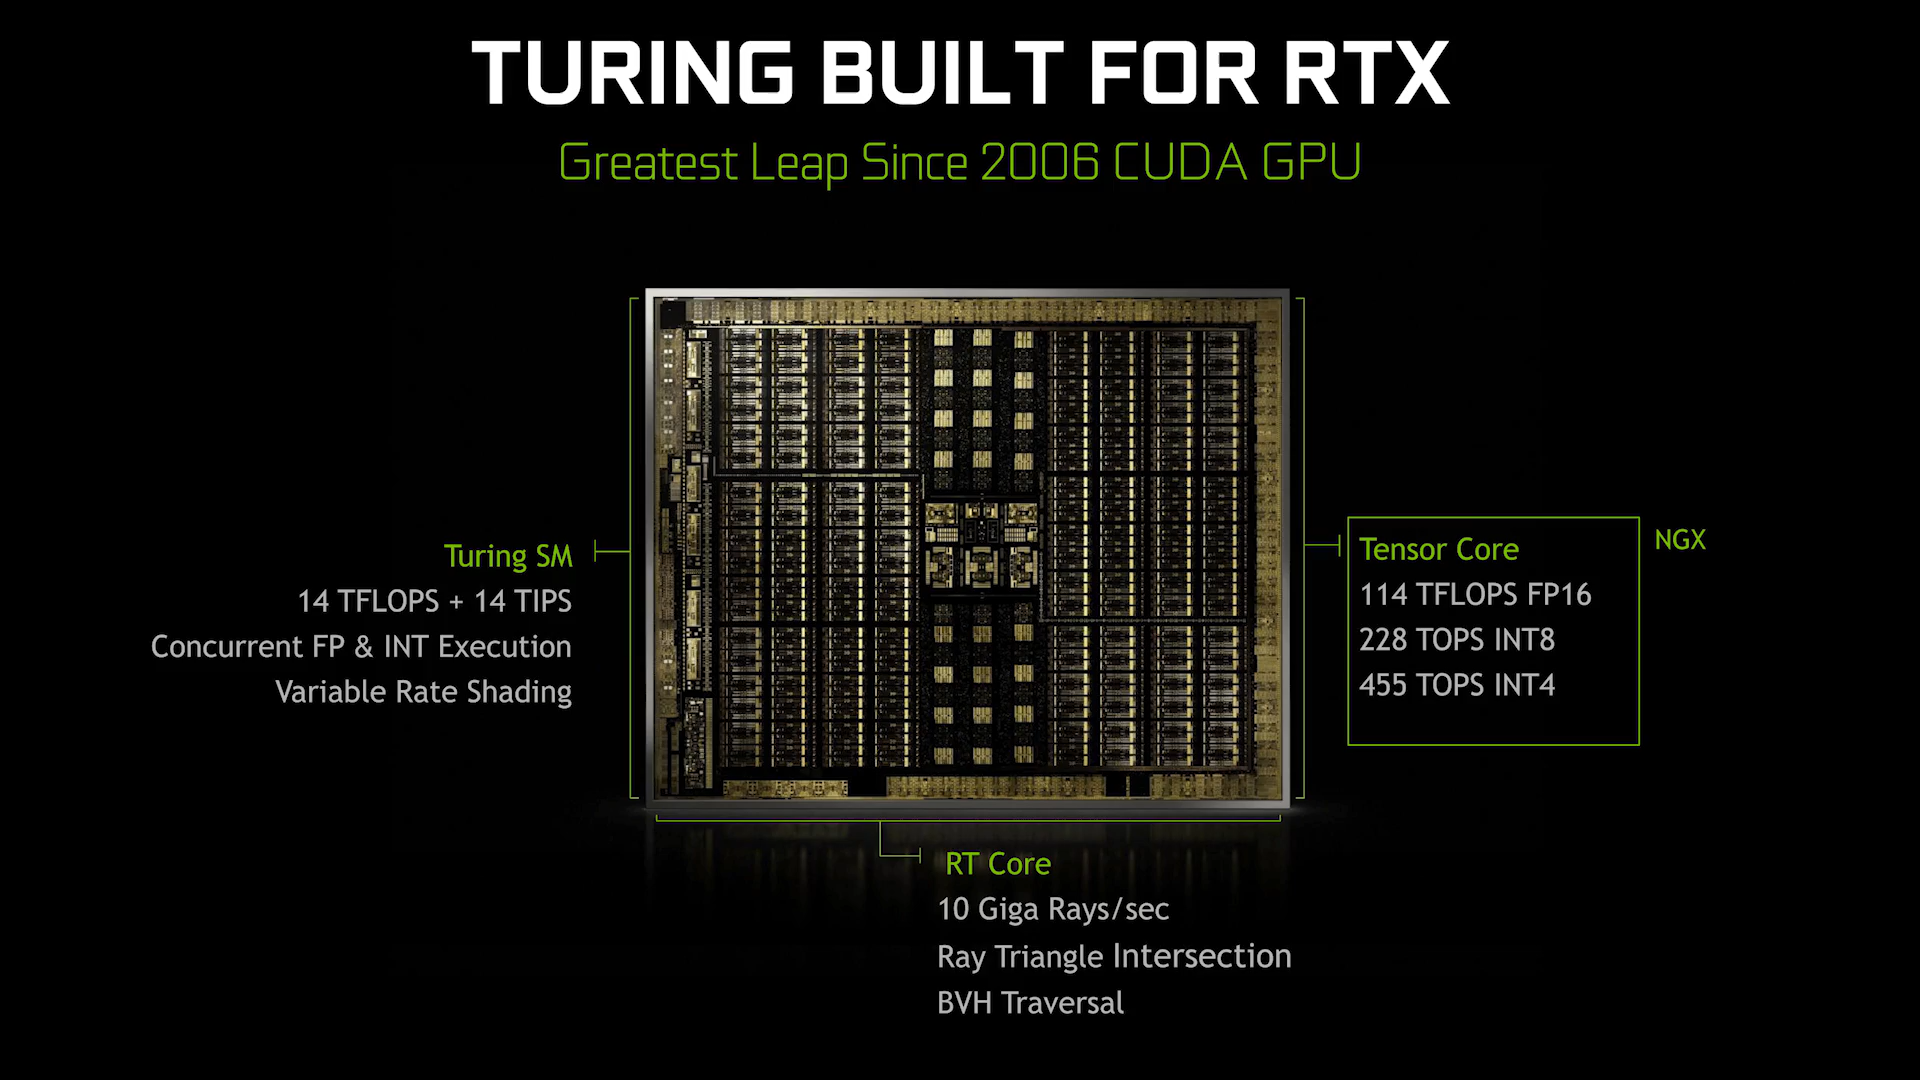 TURING BUILT FOR RTX
Greatest Leap Since 2006 CUDA GPU
Turing SM
14 TFLOPS + 14 TIPS
Concurrent FP & INT Execution
Variable Rate Shading
Tensor Core
114 TFLOPS FP16
228 TOPS INT8
455 TOPS INT4
NGX
RT Core
10 Giga Rays/sec
Ray Triangle Intersection
BVH Traversal